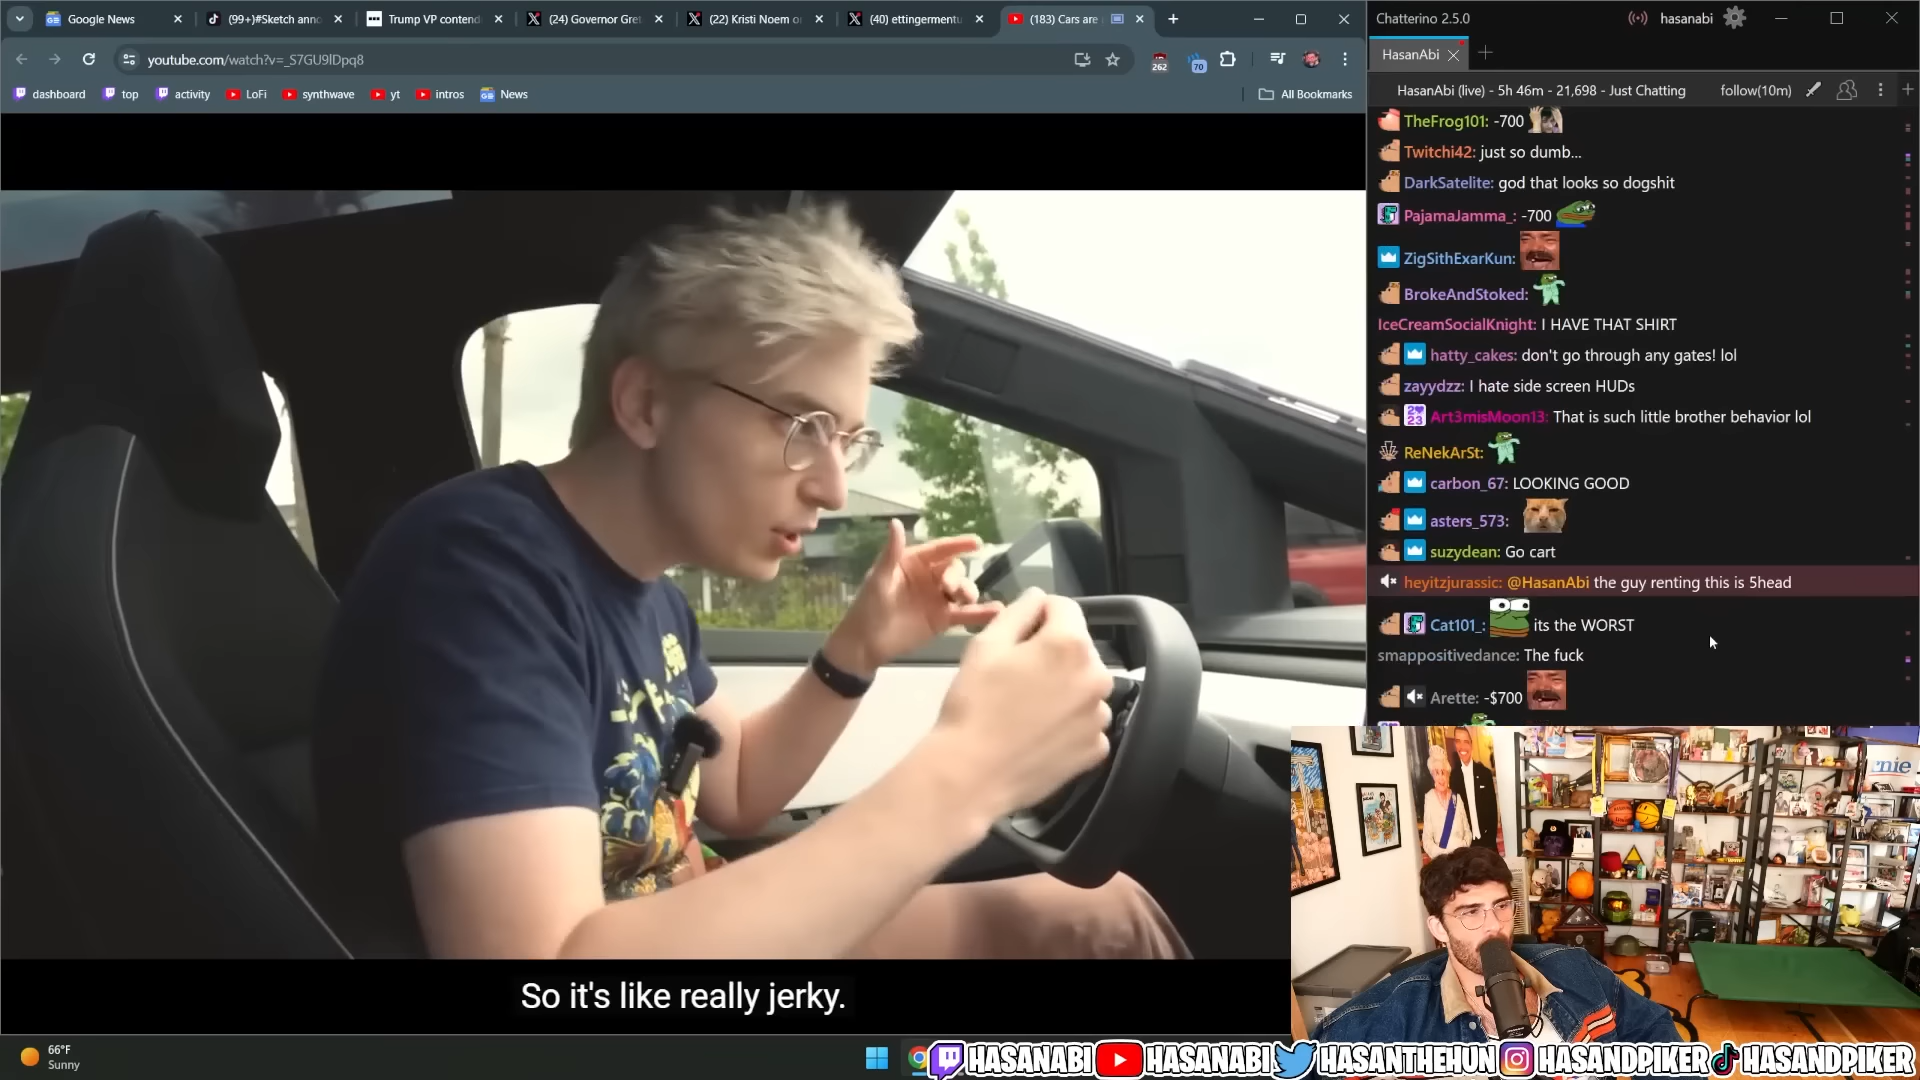 Google News
(99+)#Sketch anno
Trump VP contend
(24) Governor Gre
(22) Kristi Noem o
(40) ettingermentu
(183) Cars are
youtube.com/watch?v=_S7GU9lDpq8
262
70
dashboard
top
activity
LoFi
synthwave
yt
intros
News
All Bookmarks
So it's like really jerky.
66°F
Sunny
Chatterino 2.5.0
hasanabi
HasanAbi
HasanAbi (live) - 5h 46m - 21,698 - Just Chatting
follow(10m)
TheFrog101: -700
Twitchi42: just so dumb...
DarkSatelite: god that looks so dogshit
PajamaJamma_: -700
ZigSithExarKun:
BrokeAndStoked:
IceCreamSocialKnight: I HAVE THAT SHIRT
hatty_cakes: don't go through any gates! lol
zayydzz: I hate side screen HUDs
Art3misMoon13: That is such little brother behavior lol
ReNekArSt:
carbon_67: LOOKING GOOD
asters_573:
suzydean: Go cart
heyitzjurassic: @HasanAbi the guy renting this is 5head
Cat101_: its the WORST
smappositivedance: The fuck
Arette: -$700
rnie
HASANABI
HASANABI
HASANTHEHUN
HASANDPIKER
HASANDPIKER